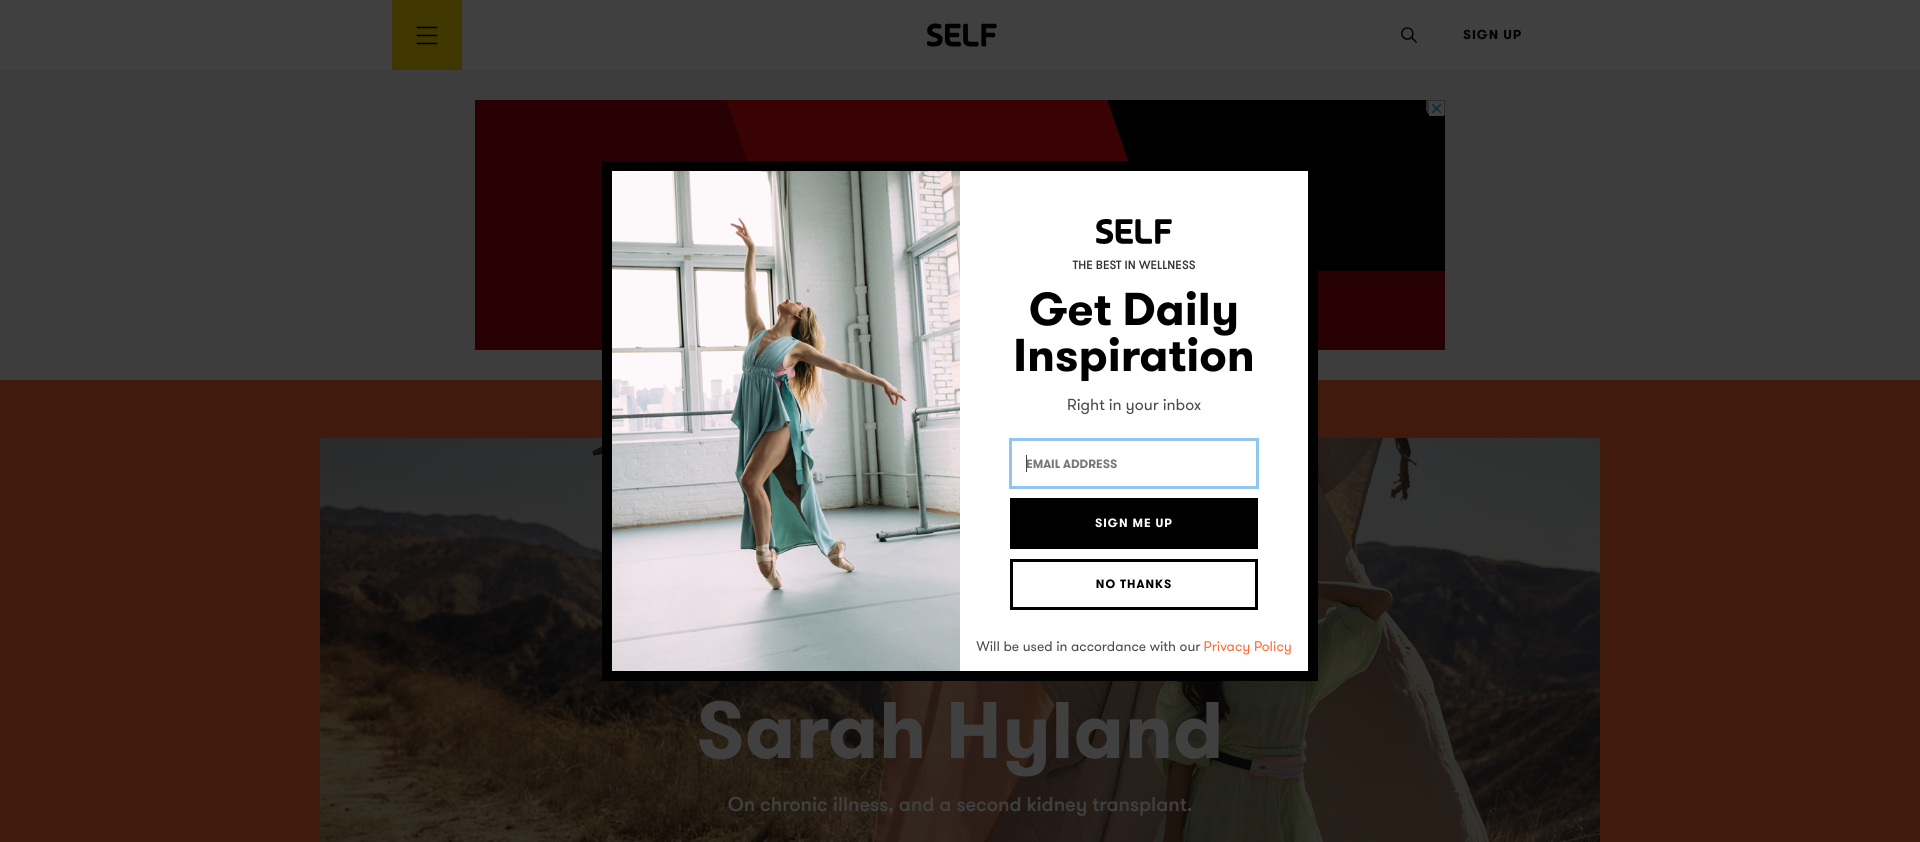 SELF
SIGN UP
SELF
THE BEST IN WELLNESS
Get Daily
Inspiration
Right in your inbox
EMAIL ADDRESS
SIGN ME UP
NO THANKS
Will be used in accordance with our Privacy Policy
Sarah Hyland
On chronic illness, and a second kidney transplant.